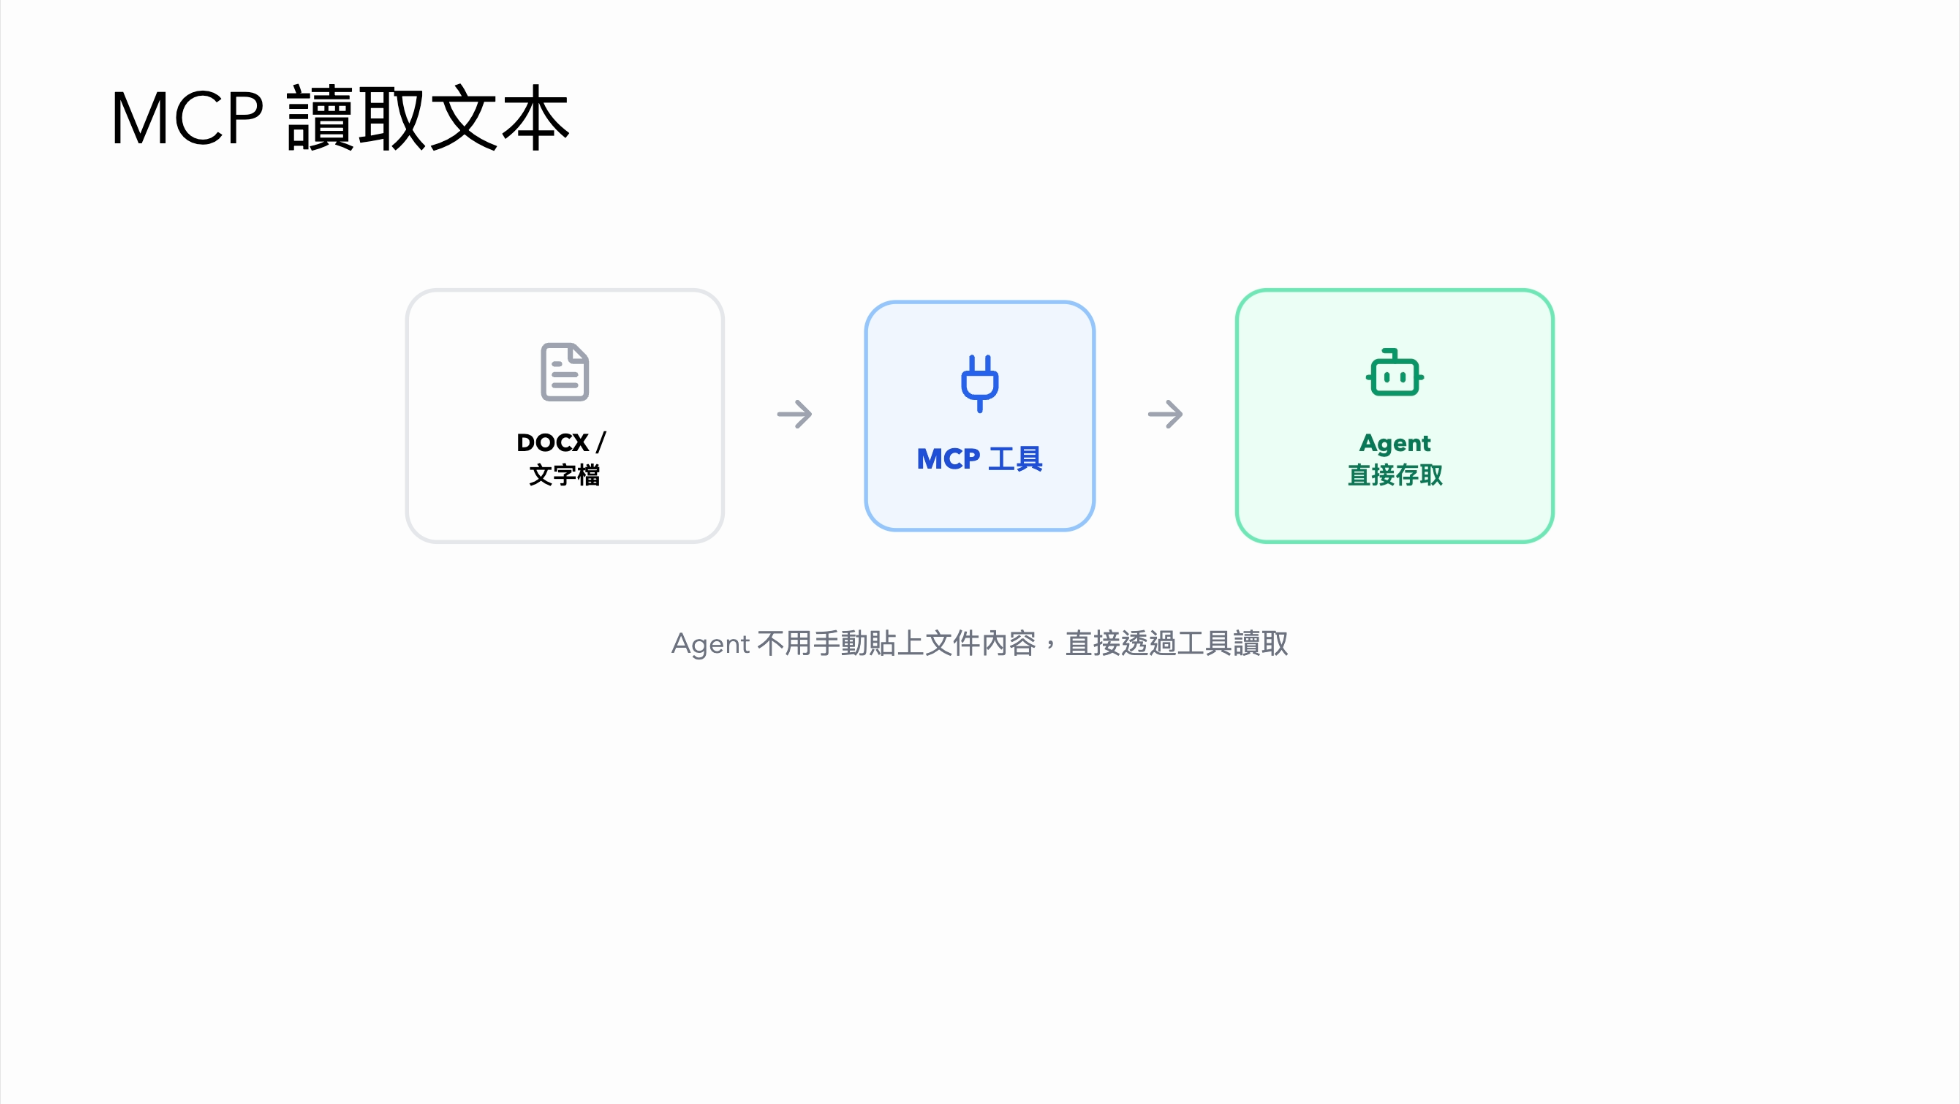 MCP 讀取文本
DOCX /
文字檔
MCP 工具
Agent
直接存取
Agent 不用手動貼上文件內容，直接透過工具讀取